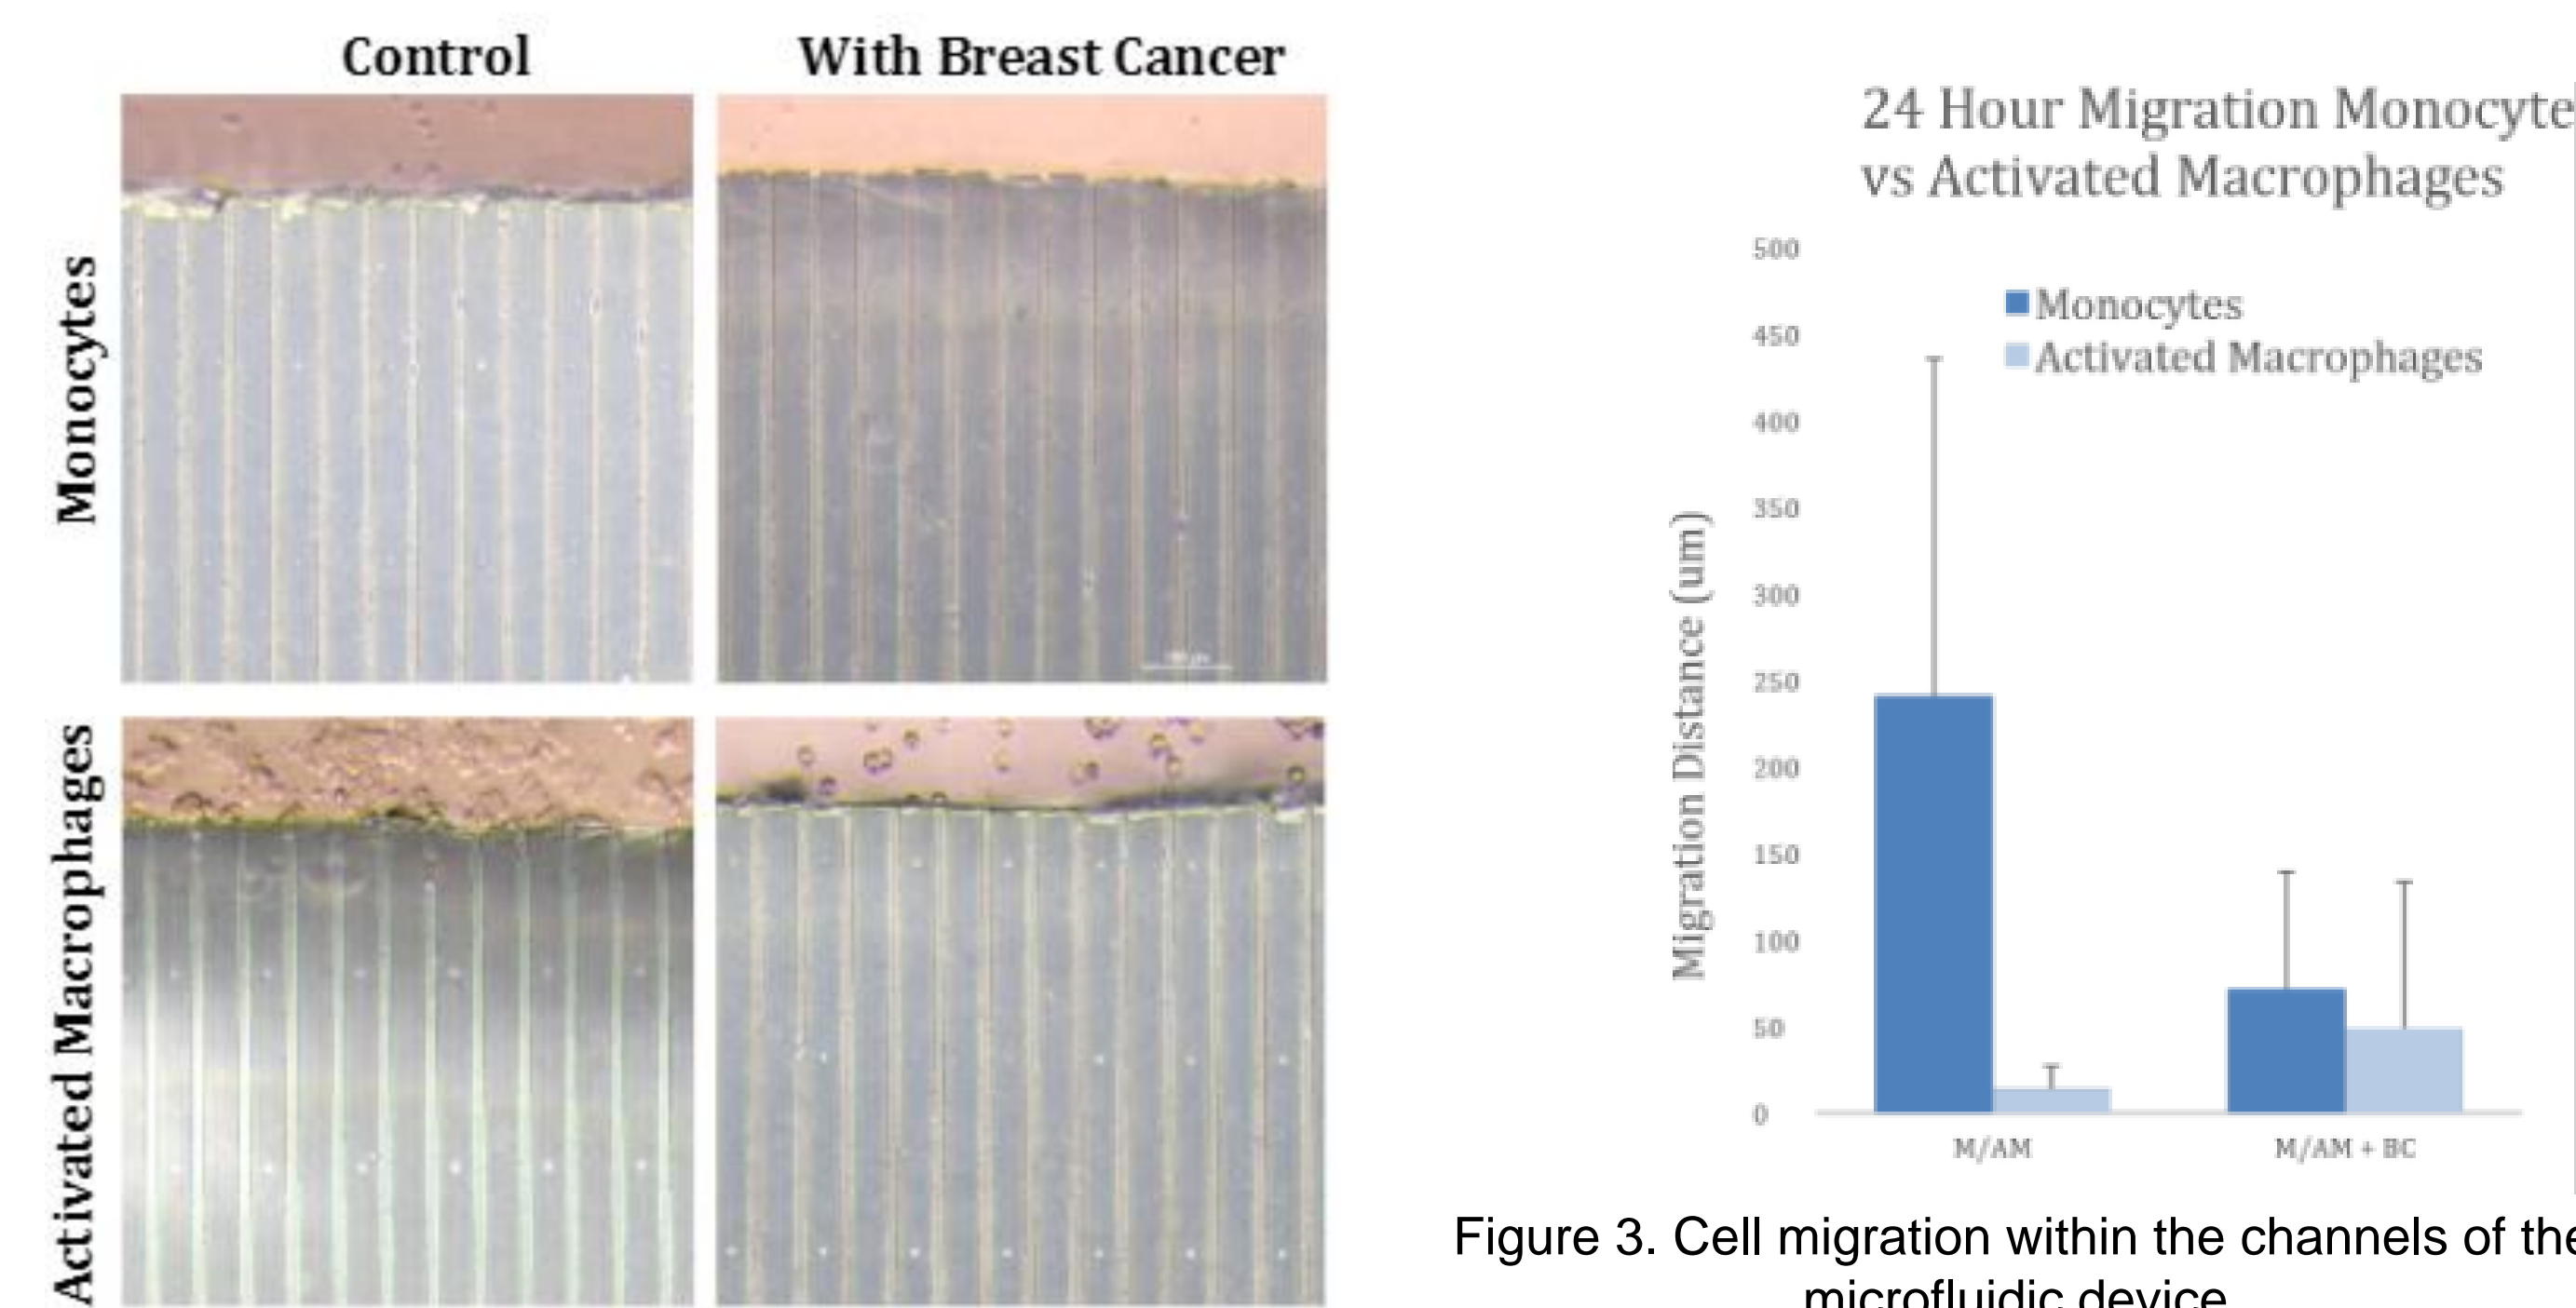 Control
With Breast Cancer
Monocytes
Activated Macrophages
24 Hour Migration Monocyte
vs Activated Macrophages
500
450
400
350
300
250
200
150
100
50
0
Monocytes
Activated Macrophages
Migration Distance (um)
M/AM
M/AM + BC
Figure 3. Cell migration within the channels of the
microfluidic device